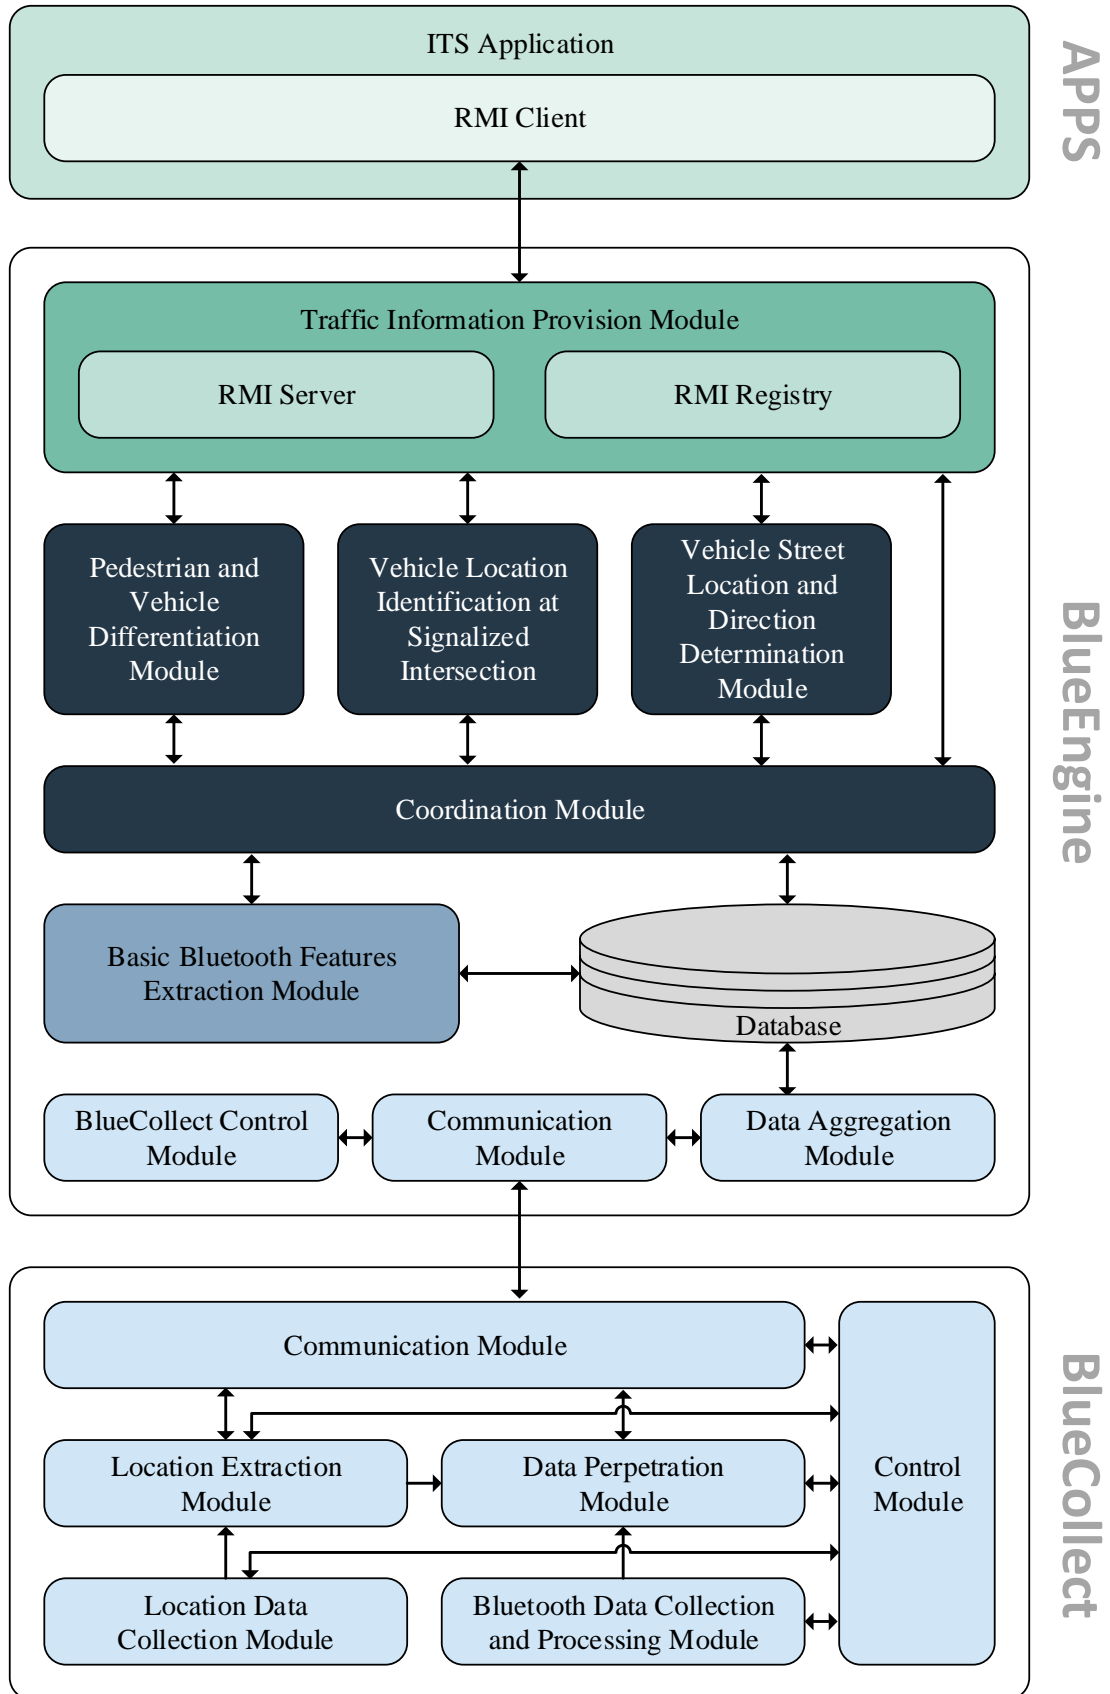 ITS Application
RMI Client
APPS
Traffic Information Provision Module
RMI Server
RMI Registry
Pedestrian and
Vehicle
Differentiation
Module
Vehicle Location
Identification at
Signalized
Intersection
Vehicle Street
Location and
Direction
Determination
Module
Coordination Module
Basic Bluetooth Features
Extraction Module
Database
BlueCollect Control
Module
Communication
Module
Data Aggregation
Module
BlueEngine
Communication Module
Location Extraction
Module
Data Perpetration
Module
Control
Module
Location Data
Collection Module
Bluetooth Data Collection
and Processing Module
BlueCollect